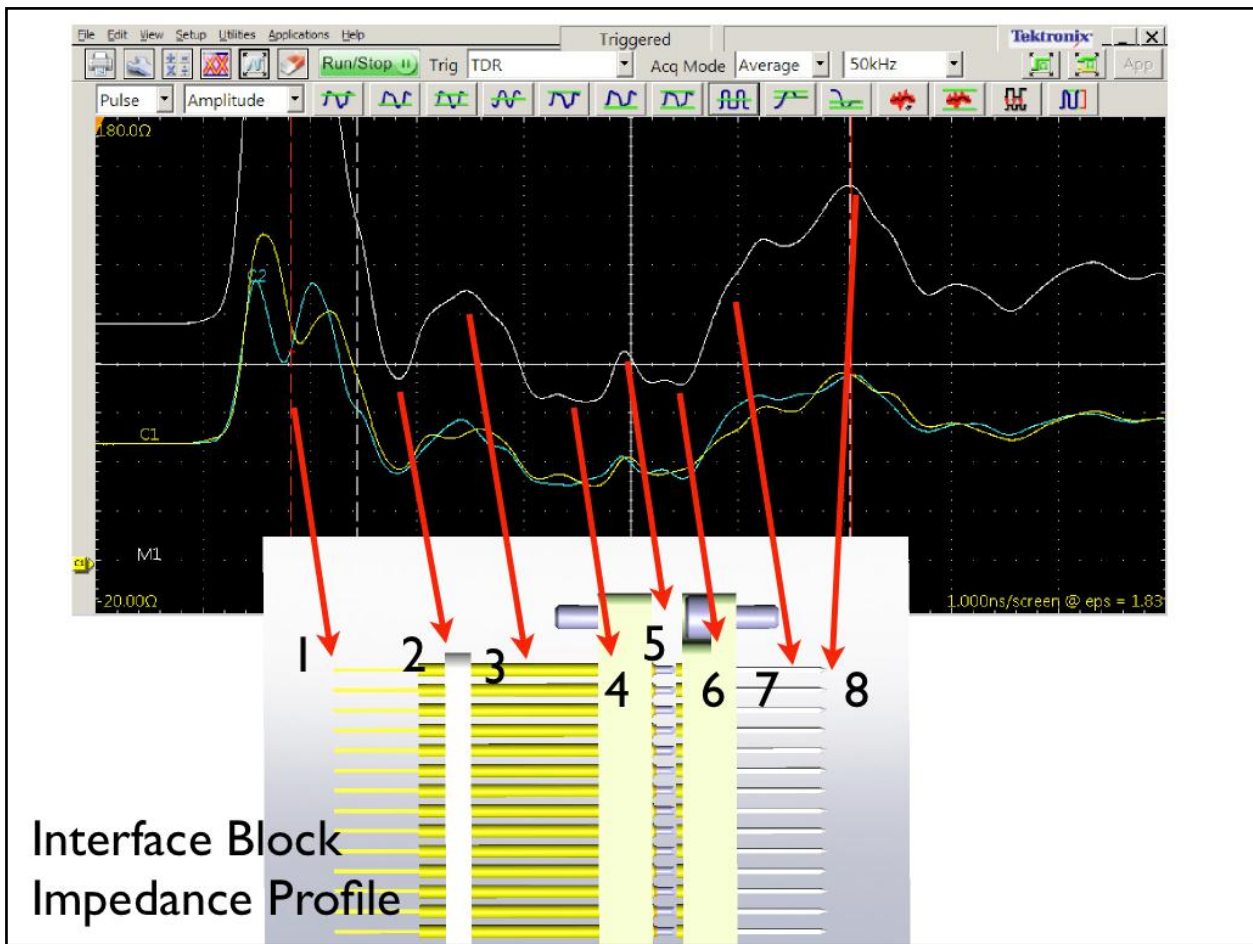 File Edit View Setup Utilities Applications Help
Triggered
Tektronix
Run/Stop
Trig TDR
Acq Mode Average
50kHz
App
Pulse
Amplitude
180.0Ω
C2
C1
M1
C1
-20.00Ω
1.000ns/screen @ eps = 1.83
1
2
3
4
5
6
7
8
Interface Block
Impedance Profile